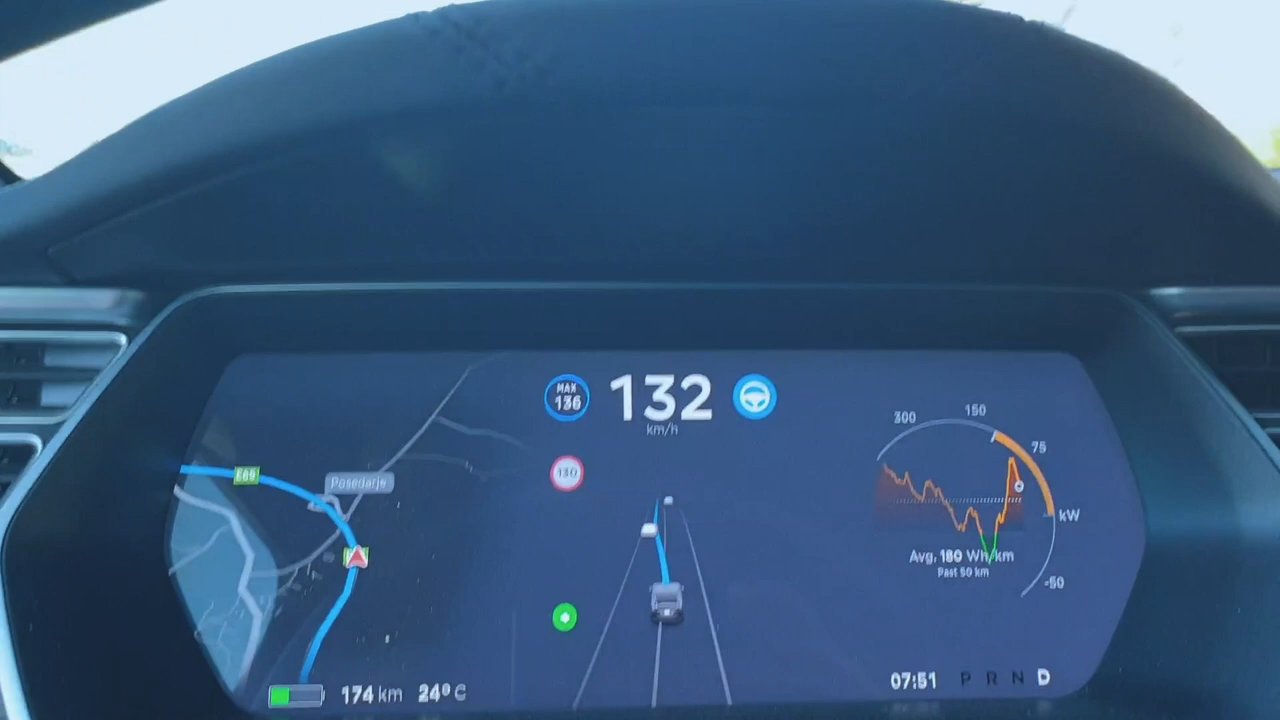 MAX
136
132
km/h
130
E65
Posedarje
300
150
75
kW
-50
Avg. 180 Wh/km
Past 50 km
174 km
24°C
07:51
P R N D